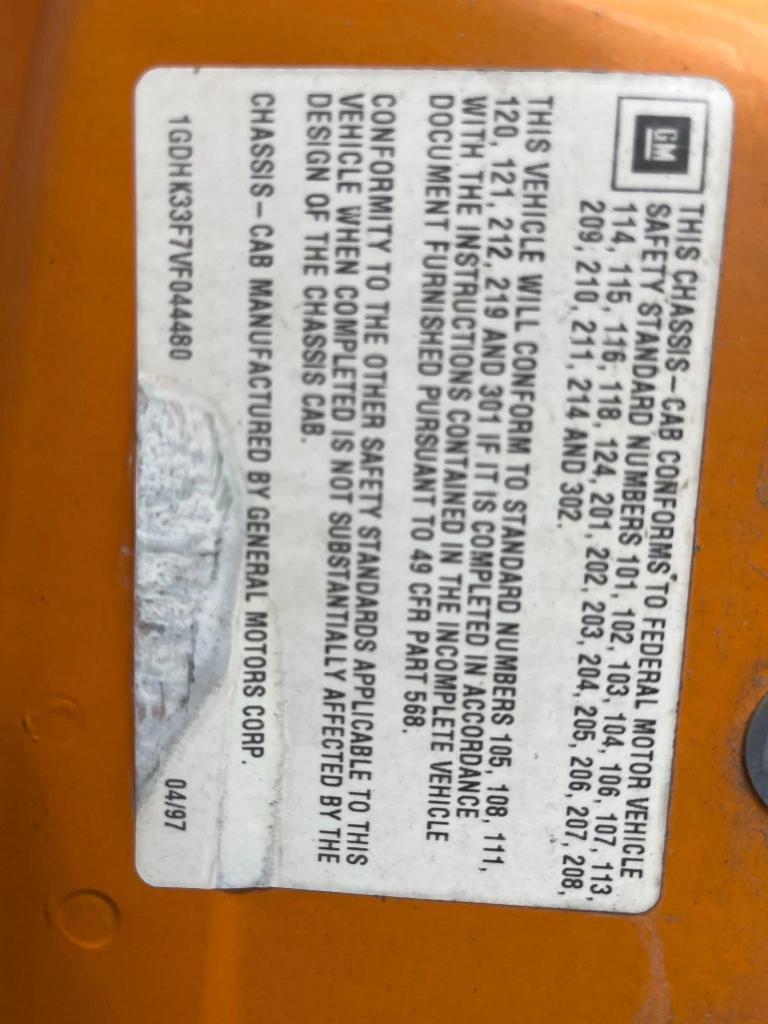 GM
THIS CHASSIS-CAB CONFORMS TO FEDERAL MOTOR VEHICLE
SAFETY STANDARD NUMBERS 101, 102, 103, 104, 106, 107, 113,
114, 115, 116, 118, 124, 201, 202, 203, 204, 205, 206, 207, 208,
209, 210, 211, 214 AND 302.
THIS VEHICLE WILL CONFORM TO STANDARD NUMBERS 105, 108, 111,
120, 121, 212, 219 AND 301 IF IT IS COMPLETED IN ACCORDANCE
WITH THE INSTRUCTIONS CONTAINED IN THE INCOMPLETE VEHICLE
DOCUMENT FURNISHED PURSUANT TO 49 CFR PART 568.
CONFORMITY TO THE OTHER SAFETY STANDARDS APPLICABLE TO THIS
VEHICLE WHEN COMPLETED IS NOT SUBSTANTIALLY AFFECTED BY THE
DESIGN OF THE CHASSIS CAB.
CHASSIS-CAB MANUFACTURED BY GENERAL MOTORS CORP.
1GDHK33F7VF044480 04/97